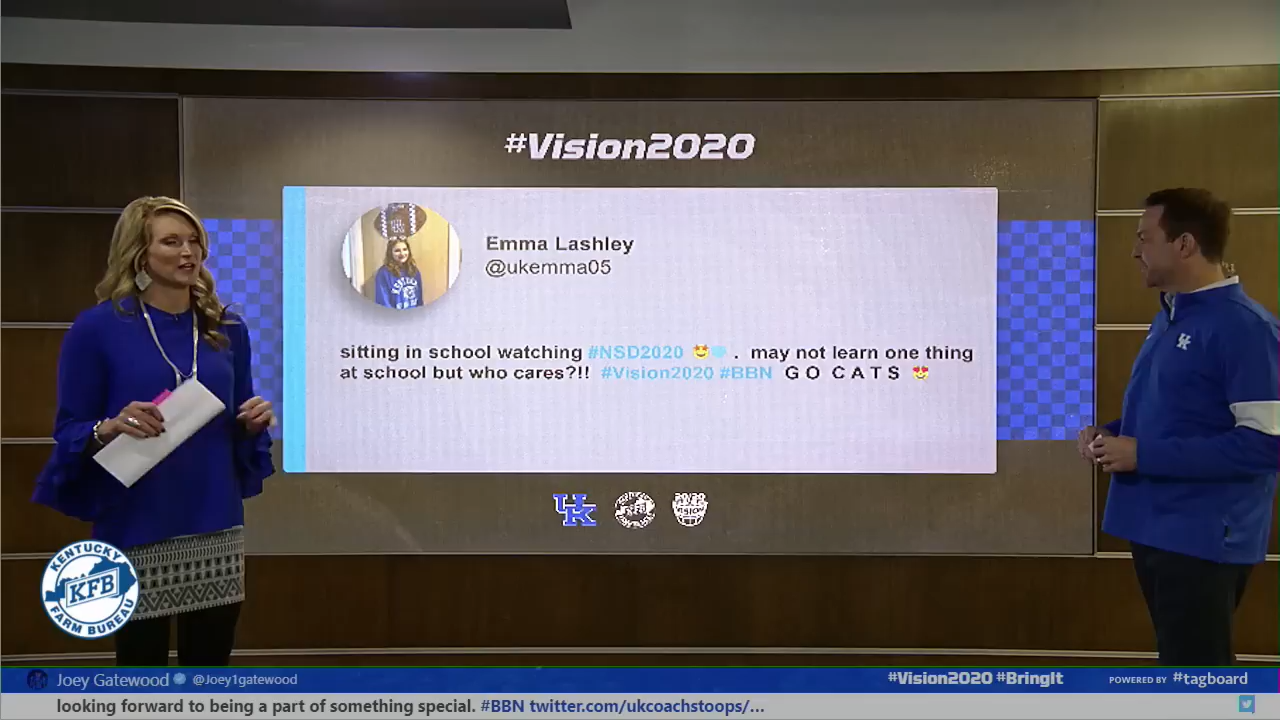 #Vision2020
Emma Lashley
@ukemma05
sitting in school watching #NSD2020 😍💙 . may not learn one thing
at school but who cares?!! #Vision2020 #BBN G O C A T S 😍
UK
UK
KENTUCKY
KFB
FARM BUREAU
Joey Gatewood @Joey1gatewood
#Vision2020 #BringIt
POWERED BY #tagboard
looking forward to being a part of something special. #BBN twitter.com/ukcoachstoops/...